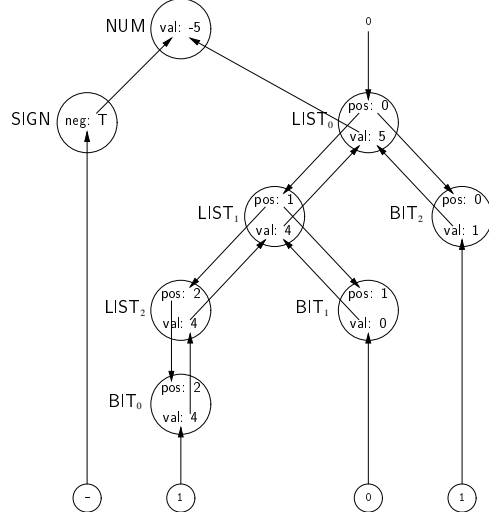 NUM val: -5
0
SIGN neg: T
LIST₀ pos: 0
val: 5
LIST₁ pos: 1
val: 4
BIT₂ pos: 0
val: 1
LIST₂ pos: 2
val: 4
BIT₁ pos: 1
val: 0
BIT₀ pos: 2
val: 4
− 1 0 1